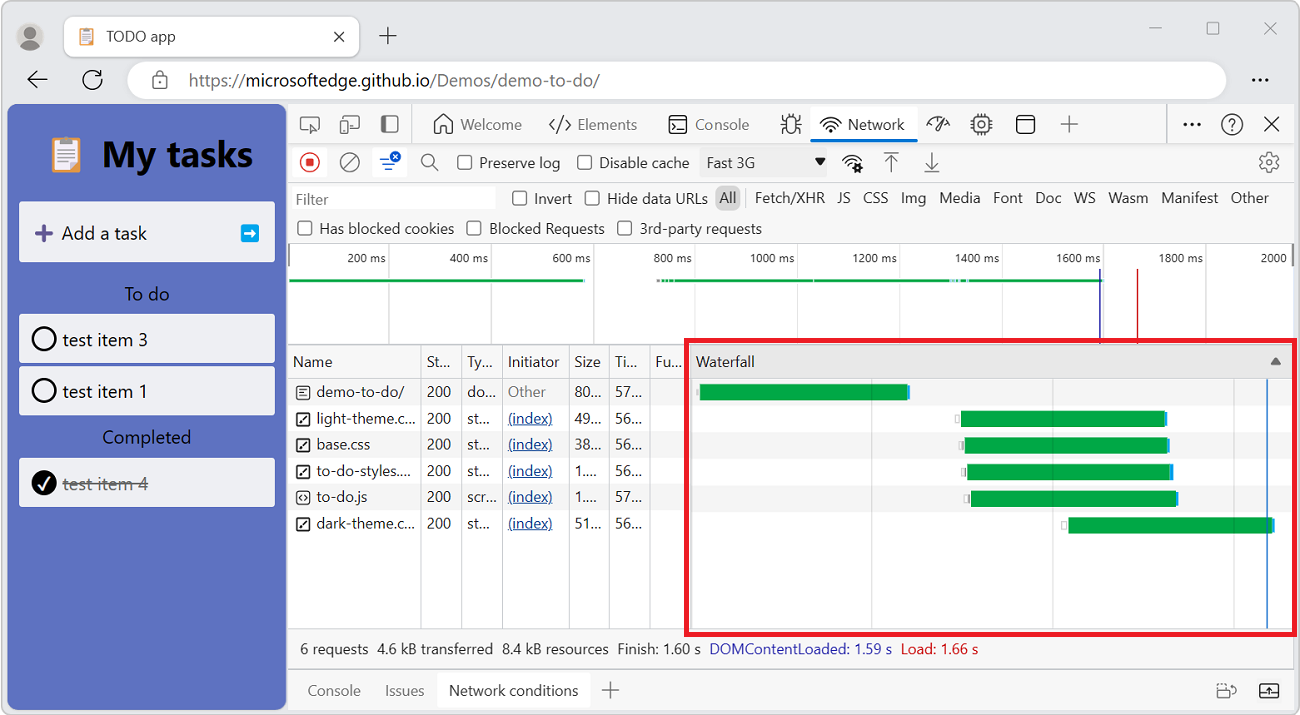 TODO app
https://microsoftedge.github.io/Demos/demo-to-do/
My tasks
Add a task
To do
test item 3
test item 1
Completed
test item 4
Welcome Elements Console Network
Preserve log Disable cache Fast 3G
Filter Invert Hide data URLs All Fetch/XHR JS CSS Img Media Font Doc WS Wasm Manifest Other
Has blocked cookies Blocked Requests 3rd-party requests
200 ms 400 ms 600 ms 800 ms 1000 ms 1200 ms 1400 ms 1600 ms 1800 ms 2000
Name St... Ty... Initiator Size Ti... Fu... Waterfall
demo-to-do/ 200 do... Other 80... 57...
light-theme.c... 200 st... (index) 49... 56...
base.css 200 st... (index) 38... 56...
to-do-styles.... 200 st... (index) 1.... 56...
to-do.js 200 scr... (index) 1.... 57...
dark-theme.c... 200 st... (index) 51... 56...
6 requests 4.6 kB transferred 8.4 kB resources Finish: 1.60 s DOMContentLoaded: 1.59 s Load: 1.66 s
Console Issues Network conditions